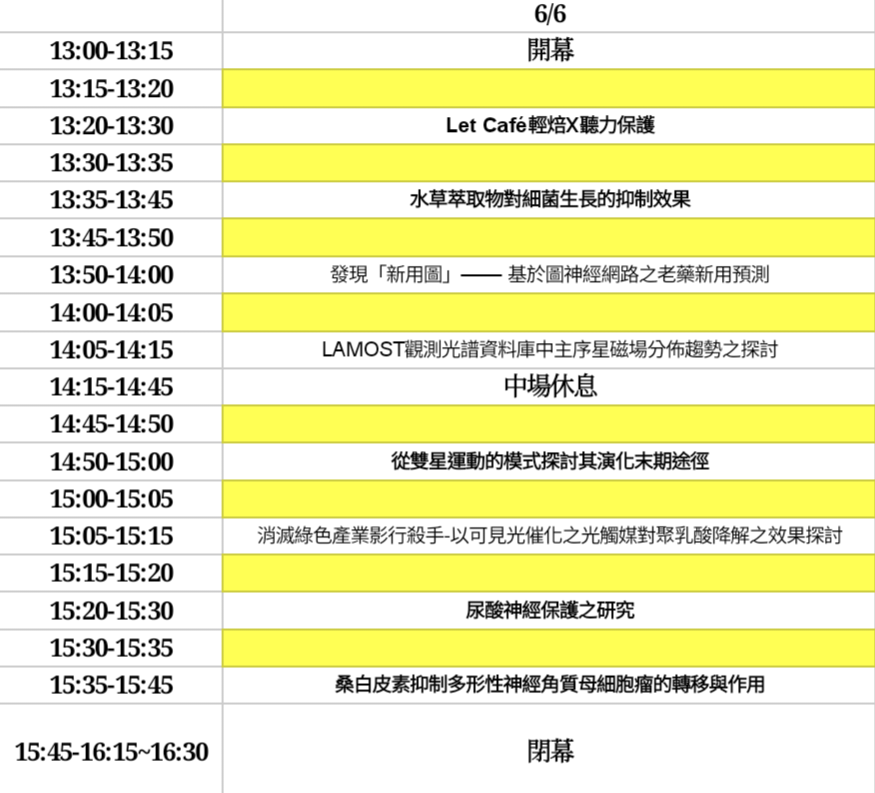 6/6
13:00-13:15 開幕
13:15-13:20
13:20-13:30 Let Café輕焙X聽力保護
13:30-13:35
13:35-13:45 水草萃取物對細菌生長的抑制效果
13:45-13:50
13:50-14:00 發現「新用圖」—— 基於圖神經網路之老藥新用預測
14:00-14:05
14:05-14:15 LAMOST觀測光譜資料庫中主序星磁場分佈趨勢之探討
14:15-14:45 中場休息
14:45-14:50
14:50-15:00 從雙星運動的模式探討其演化末期途徑
15:00-15:05
15:05-15:15 消滅綠色產業影行殺手-以可見光催化之光觸媒對聚乳酸降解之效果探討
15:15-15:20
15:20-15:30 尿酸神經保護之研究
15:30-15:35
15:35-15:45 桑白皮素抑制多形性神經角質母細胞瘤的轉移與作用
15:45-16:15~16:30 閉幕